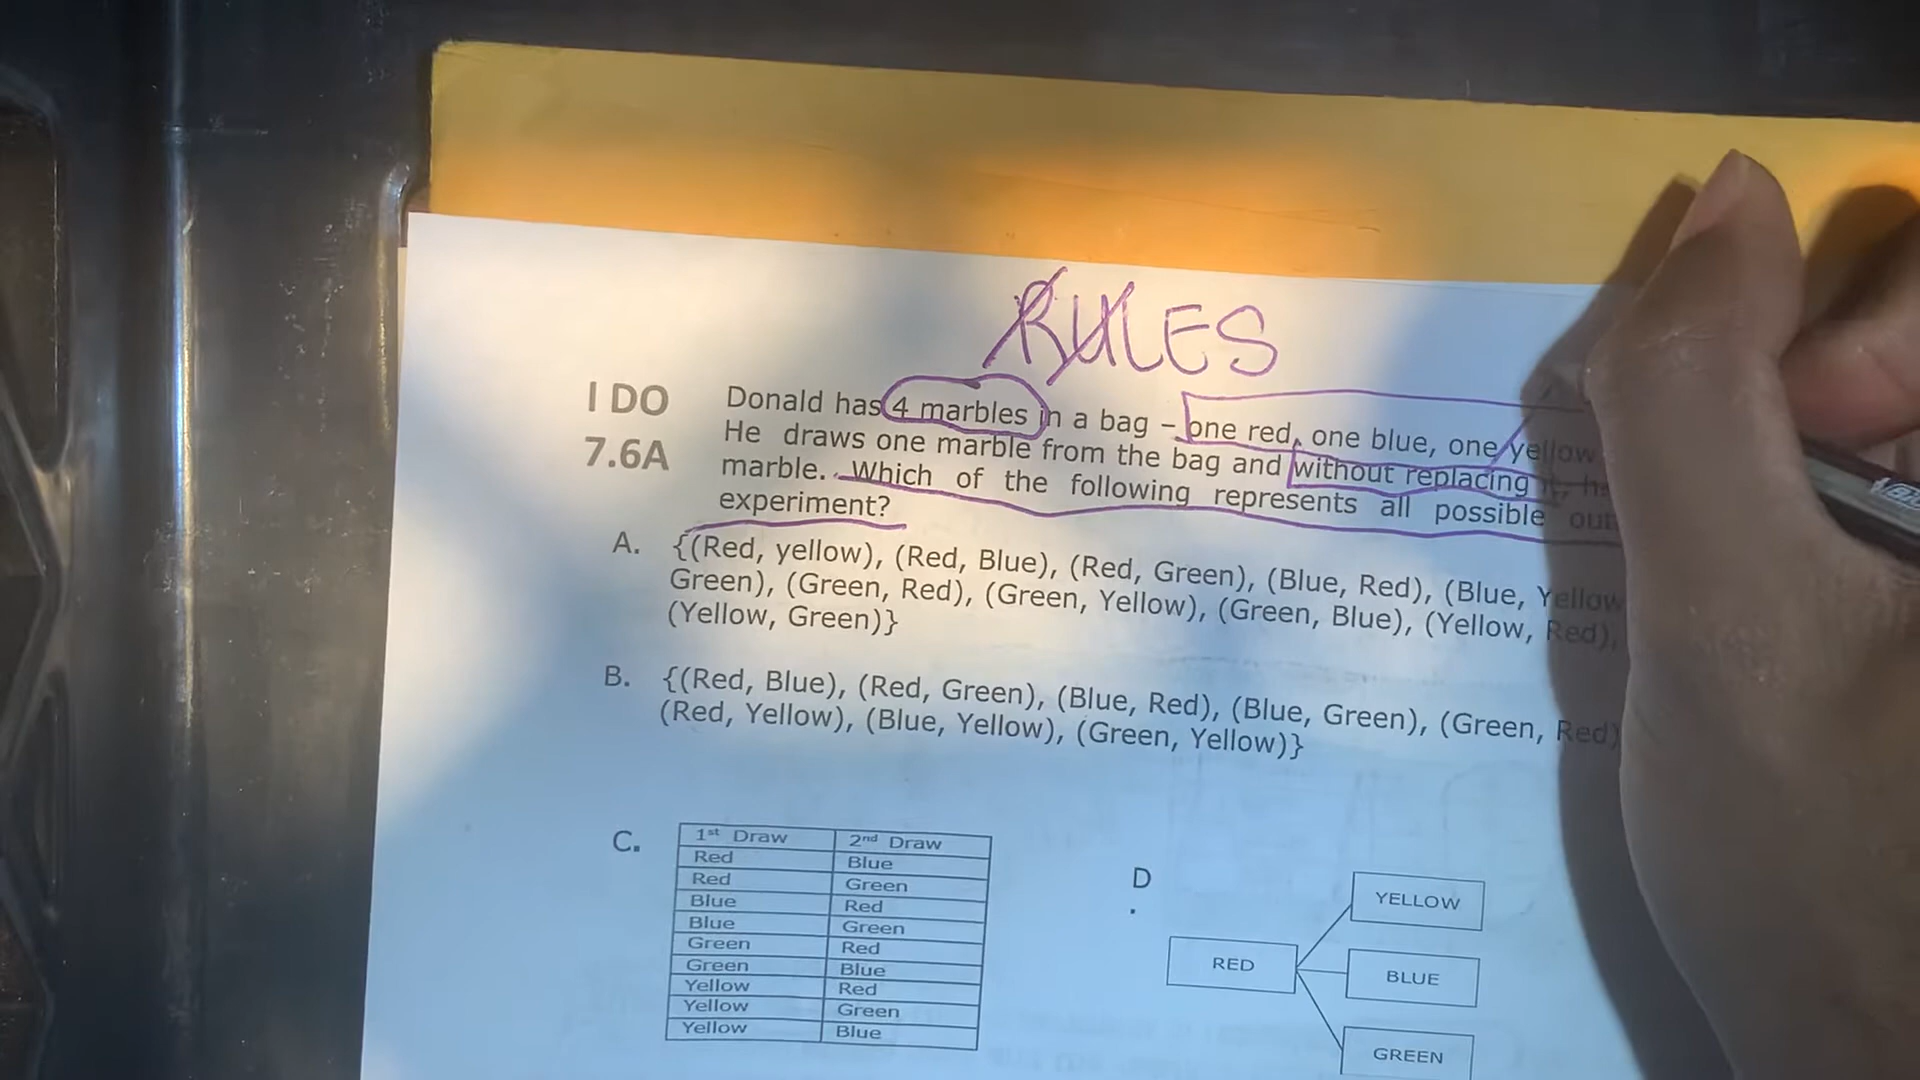 RULES
I DO
7.6A
Donald has 4 marbles in a bag – one red, one blue, one yellow
He draws one marble from the bag and without replacing it, he
marble. Which of the following represents all possible out
experiment?
A. {(Red, yellow), (Red, Blue), (Red, Green), (Blue, Red), (Blue, Yellow
Green), (Green, Red), (Green, Yellow), (Green, Blue), (Yellow, Red),
(Yellow, Green)}
B. {(Red, Blue), (Red, Green), (Blue, Red), (Blue, Green), (Green, Red)
(Red, Yellow), (Blue, Yellow), (Green, Yellow)}
C.
1st Draw 2nd Draw
Red Blue
Red Green
Blue Red
Blue Green
Green Red
Green Blue
Yellow Red
Yellow Green
Yellow Blue
D
.
YELLOW
RED
BLUE
GREEN